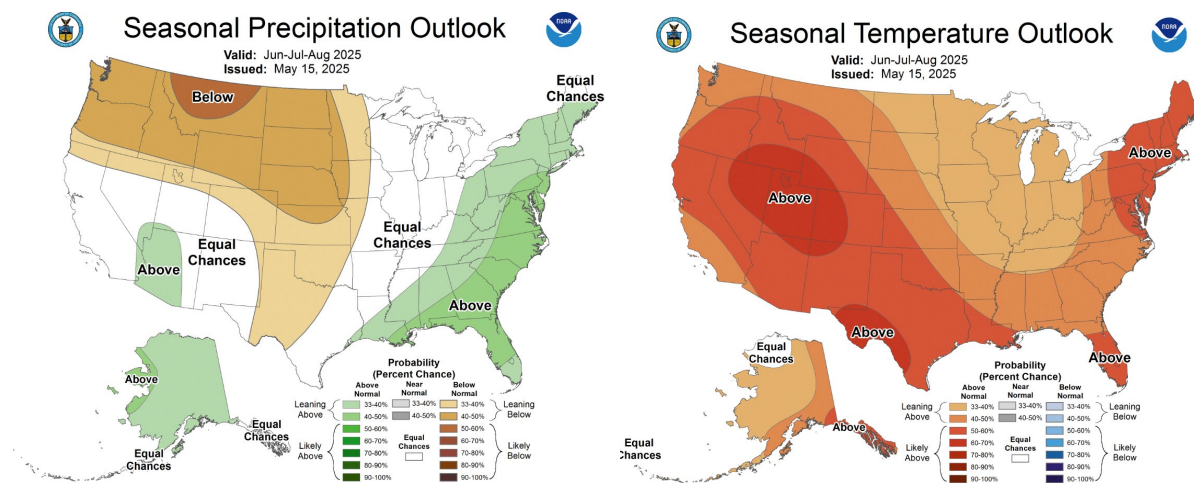 Seasonal Precipitation Outlook
Valid: Jun-Jul-Aug 2025
Issued: May 15, 2025
NOAA
Below
Equal
Chances
Equal
Chances
Equal
Chances
Above
Above
Above
Equal
Chances
Equal
Chances
Probability
(Percent Chance)
Above Normal
Near Normal
Below Normal
Leaning Above
33-40%
33-40%
33-40%
Leaning Below
40-50%
40-50%
40-50%
50-60%
50-60%
Likely Above
60-70%
Equal Chances
60-70%
Likely Below
70-80%
70-80%
80-90%
80-90%
90-100%
90-100%
Seasonal Temperature Outlook
Valid: Jun-Jul-Aug 2025
Issued: May 15, 2025
NOAA
Above
Above
Above
Above
Equal
Chances
Above
Equal
Chances
Probability
(Percent Chance)
Above Normal
Near Normal
Below Normal
Leaning Above
33-40%
33-40%
33-40%
Leaning Below
40-50%
40-50%
40-50%
50-60%
50-60%
Likely Above
60-70%
Equal Chances
60-70%
Likely Below
70-80%
70-80%
80-90%
80-90%
90-100%
90-100%